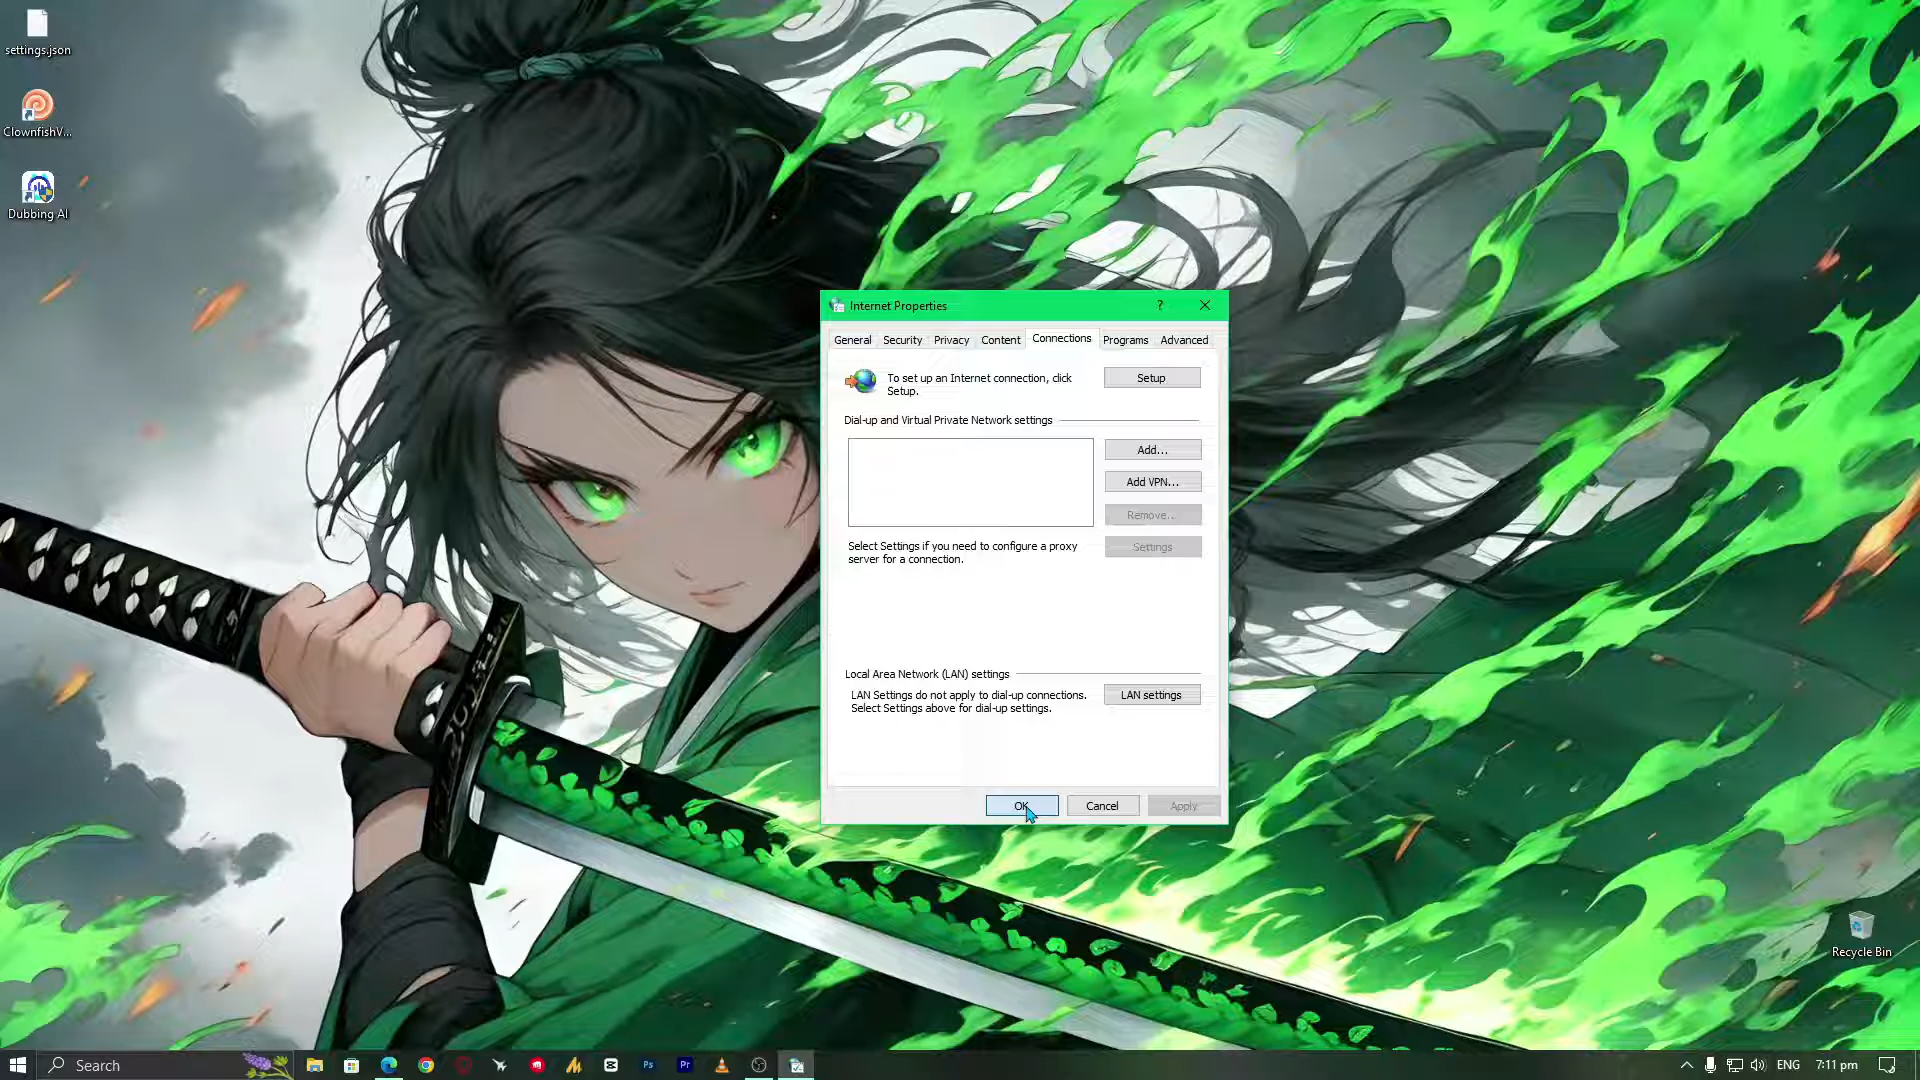 settings.json
ClownfishV...
Dubbing AI
Internet Properties
?
General Security Privacy Content Connections Programs Advanced
To set up an Internet connection, click
Setup.
Setup
Dial-up and Virtual Private Network settings
Add...
Add VPN...
Remove...
Select Settings if you need to configure a proxy
server for a connection.
Settings
Local Area Network (LAN) settings
LAN Settings do not apply to dial-up connections.
Select Settings above for dial-up settings.
LAN settings
OK Cancel Apply
Recycle Bin
Search
Ps
Pr
ENG
7:11 pm